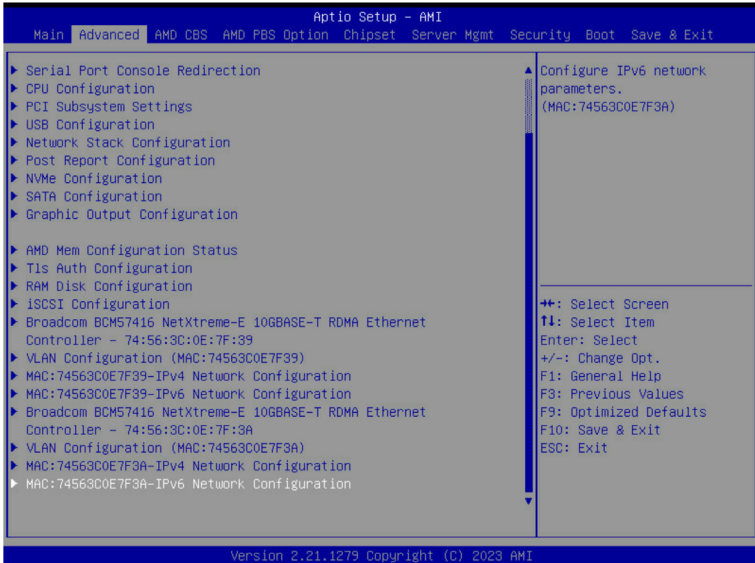 Aptio Setup - AMI
Main Advanced AMD CBS AMD PBS Option Chipset Server Mgmt Security Boot Save & Exit
▶ Serial Port Console Redirection
▶ CPU Configuration
▶ PCI Subsystem Settings
▶ USB Configuration
▶ Network Stack Configuration
▶ Post Report Configuration
▶ NVMe Configuration
▶ SATA Configuration
▶ Graphic Output Configuration
▶ AMD Mem Configuration Status
▶ Tls Auth Configuration
▶ RAM Disk Configuration
▶ iSCSI Configuration
▶ Broadcom BCM57416 NetXtreme-E 10GBASE-T RDMA Ethernet
Controller - 74:56:3C:0E:7F:39
▶ VLAN Configuration (MAC:74563C0E7F39)
▶ MAC:74563C0E7F39-IPv4 Network Configuration
▶ MAC:74563C0E7F39-IPv6 Network Configuration
▶ Broadcom BCM57416 NetXtreme-E 10GBASE-T RDMA Ethernet
Controller - 74:56:3C:0E:7F:3A
▶ VLAN Configuration (MAC:74563C0E7F3A)
▶ MAC:74563C0E7F3A-IPv4 Network Configuration
▶ MAC:74563C0E7F3A-IPv6 Network Configuration
Configure IPv6 network
parameters.
(MAC:74563C0E7F3A)
→←: Select Screen
↑↓: Select Item
Enter: Select
+/-: Change Opt.
F1: General Help
F3: Previous Values
F9: Optimized Defaults
F10: Save & Exit
ESC: Exit
Version 2.21.1279 Copyright (C) 2023 AMI